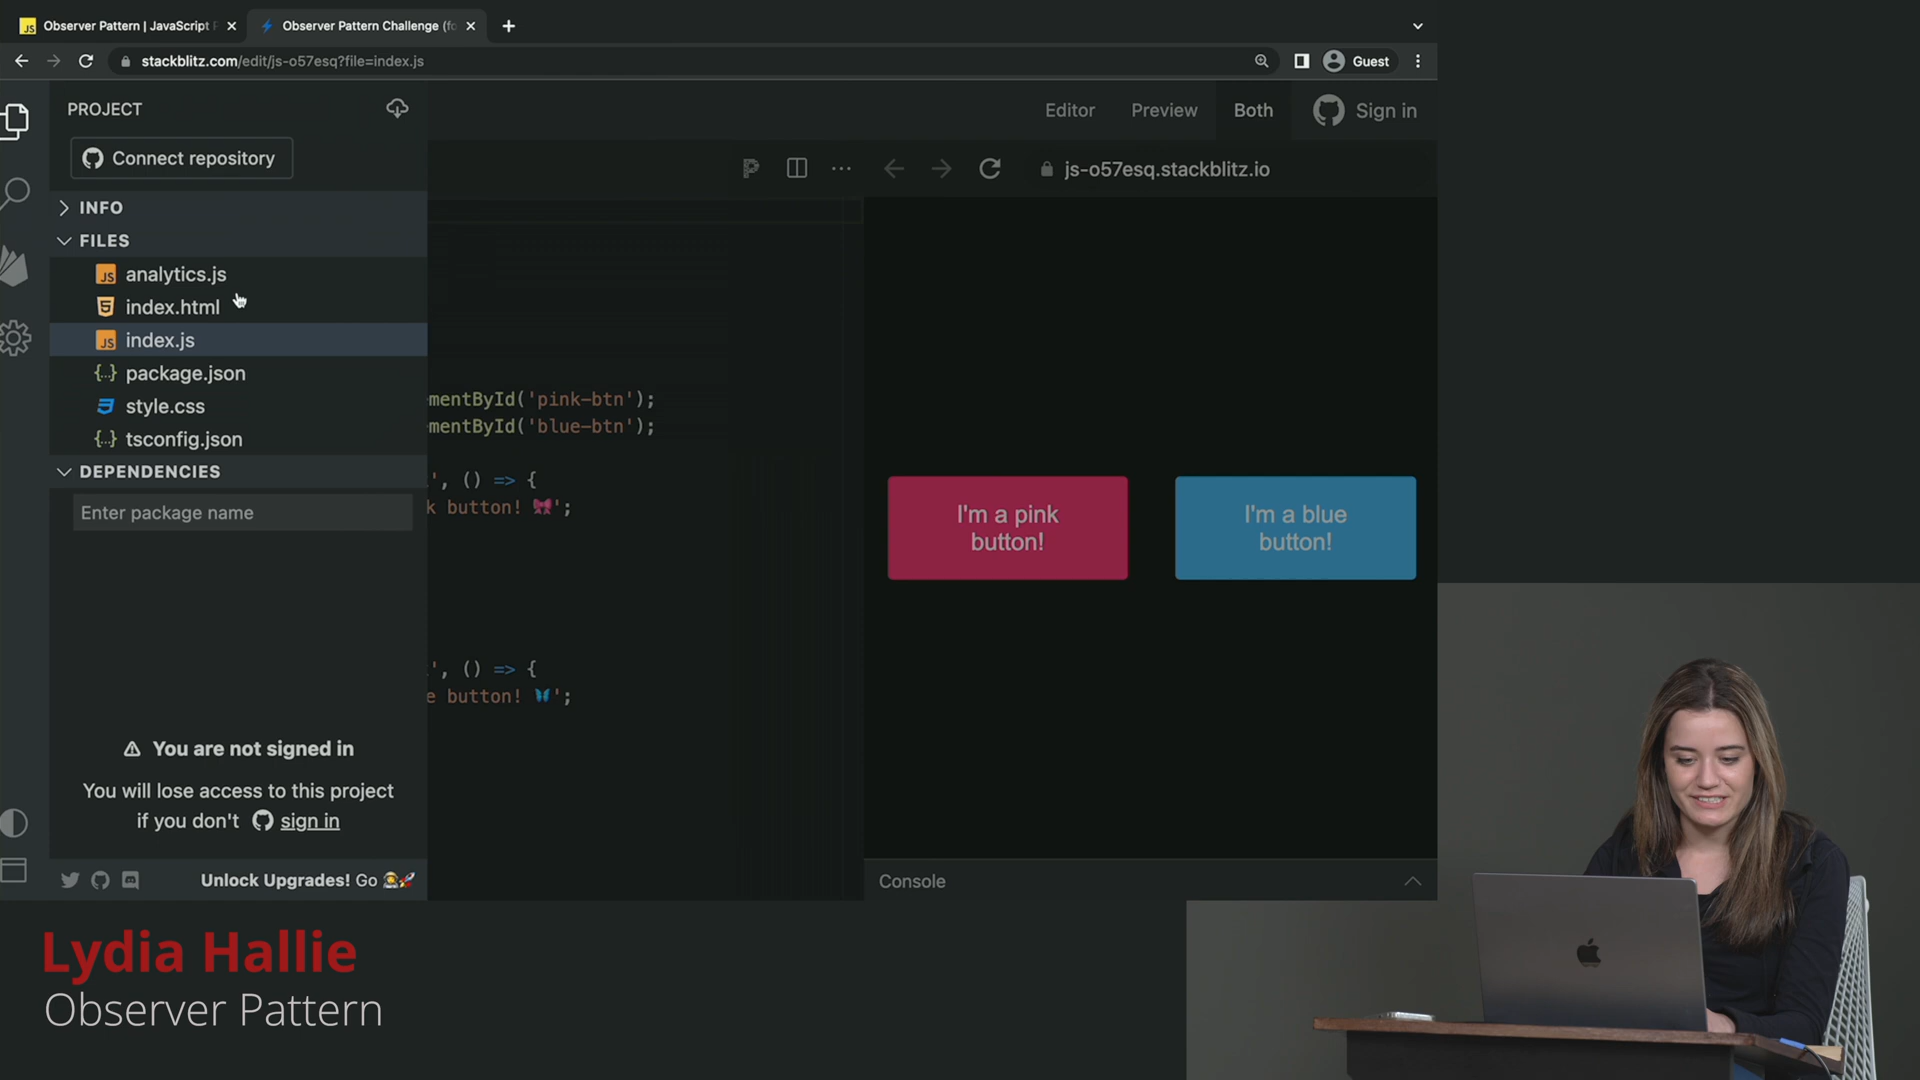 Observer Pattern | JavaScript P
Observer Pattern Challenge (fo
stackblitz.com/edit/js-o57esq?file=index.js
Guest
PROJECT
Editor
Preview
Both
Sign in
Connect repository
js-o57esq.stackblitz.io
INFO
FILES
JS analytics.js
index.html
JS index.js
{..} package.json
style.css
{..} tsconfig.json
DEPENDENCIES
Enter package name
mentById('pink-btn');
mentById('blue-btn');
', () => {
k button! 🎀';
', () => {
e button! 🦋';
I'm a pink
button!
I'm a blue
button!
You are not signed in
You will lose access to this project
if you don't sign in
Unlock Upgrades! Go 👩‍🚀🚀
Console
Lydia Hallie
Observer Pattern